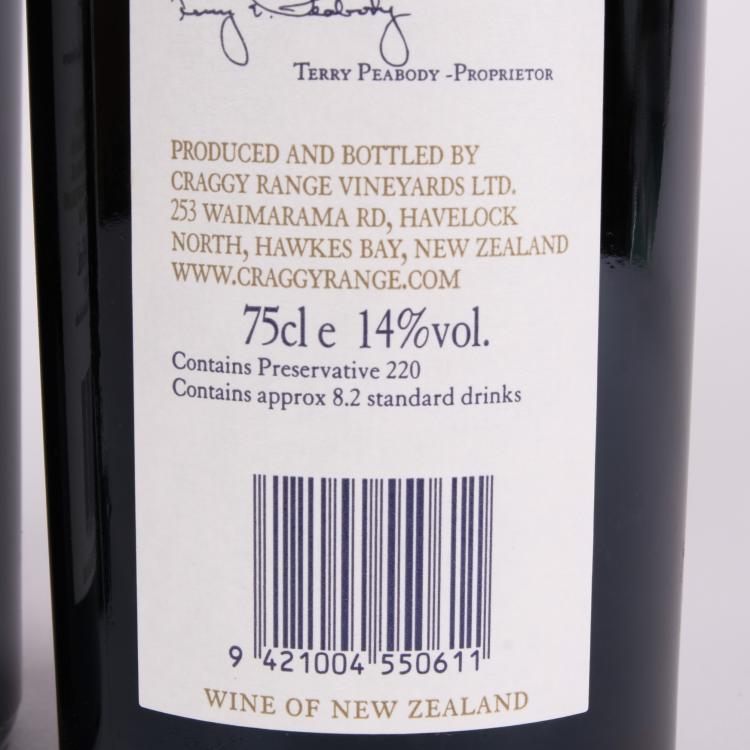 Terry E. Peabody
TERRY PEABODY -PROPRIETOR
PRODUCED AND BOTTLED BY
CRAGGY RANGE VINEYARDS LTD.
253 WAIMARAMA RD, HAVELOCK
NORTH, HAWKES BAY, NEW ZEALAND
WWW.CRAGGYRANGE.COM
75cl e 14%vol.
Contains Preservative 220
Contains approx 8.2 standard drinks
9 421004 550611
WINE OF NEW ZEALAND